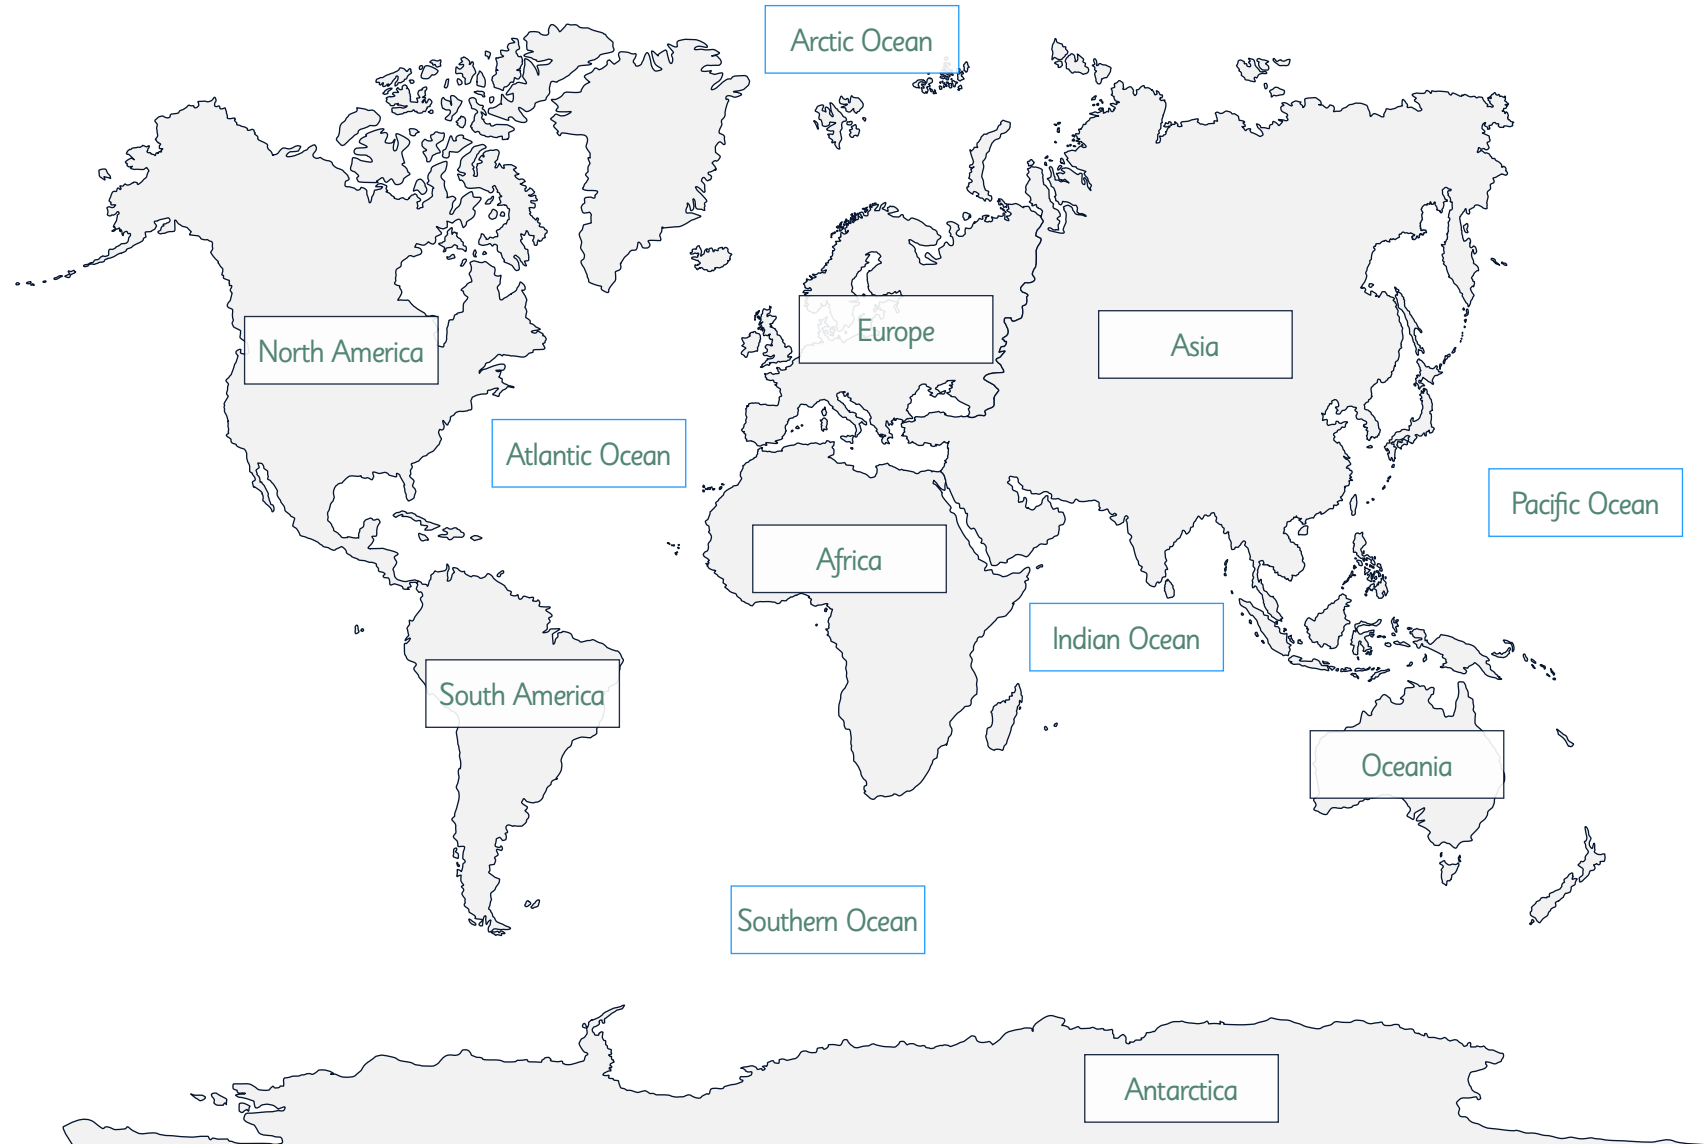 Arctic Ocean
North America
Europe
Asia
Atlantic Ocean
Pacific Ocean
Africa
Indian Ocean
South America
Oceania
Southern Ocean
Antarctica